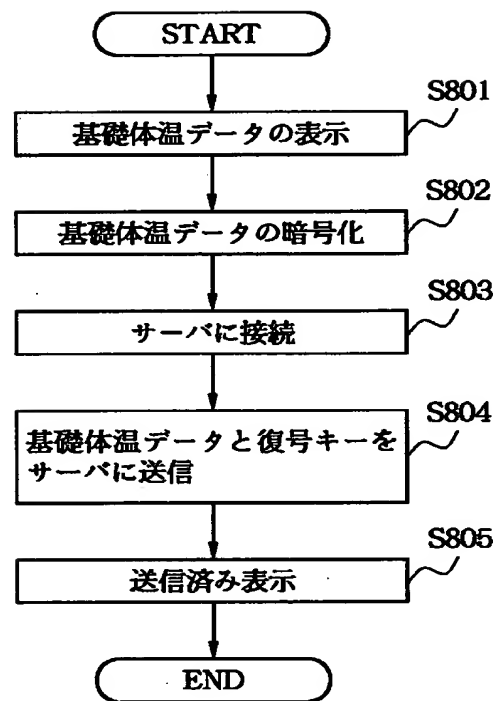 START
S801
基礎体温データの表示
S802
基礎体温データの暗号化
S803
サーバに接続
S804
基礎体温データと復号キーを
サーバに送信
S805
送信済み表示
END